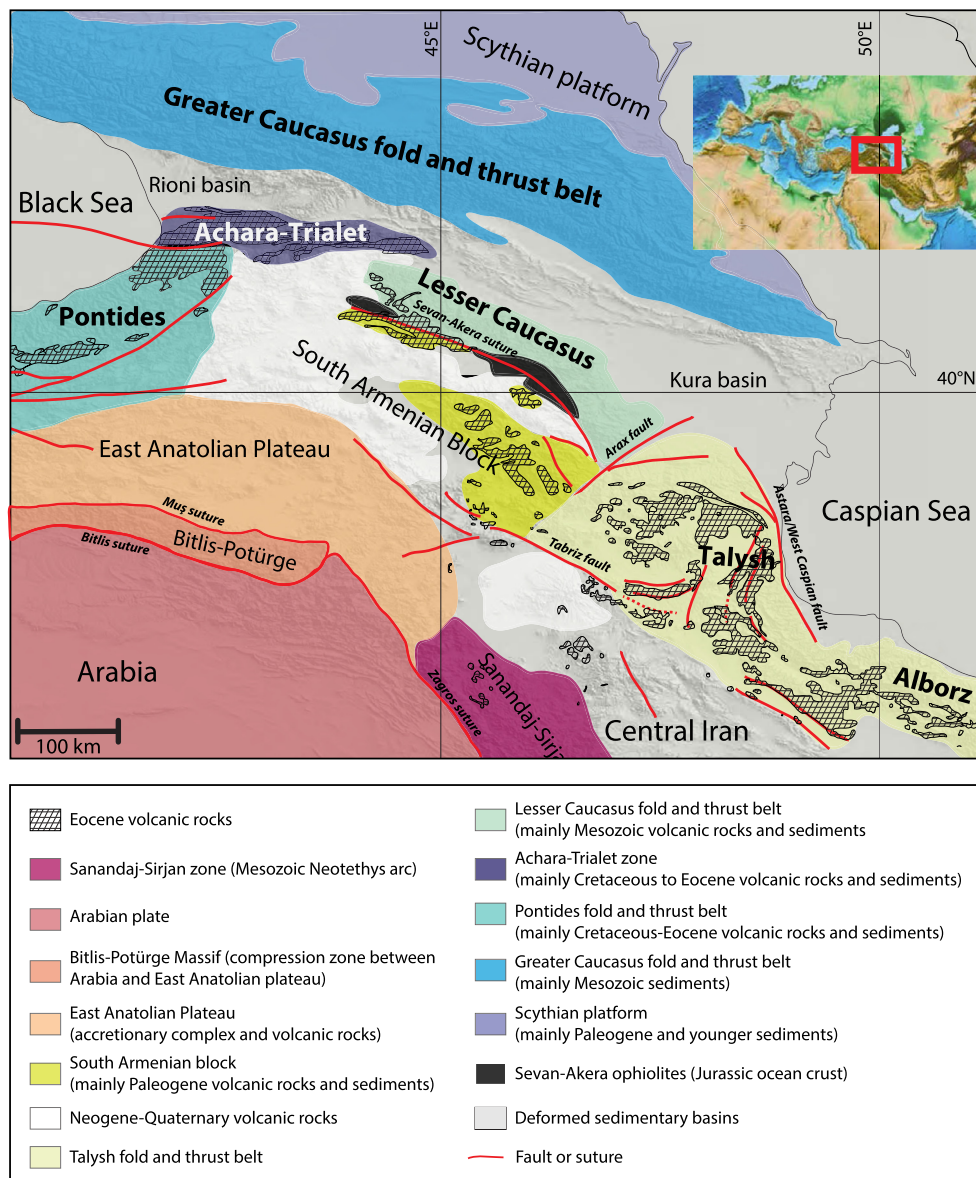 45°E
50°E
Scythian platform
Greater Caucasus fold and thrust belt
Rioni basin
Black Sea
Achara-Trialet
Lesser Caucasus
Sevan-Akera suture
Pontides
South Armenian Block
Kura basin
40°N
Arax fault
East Anatolian Plateau
Caspian Sea
Astara/West Caspian fault
Muş suture
Bitlis-Potürge
Bitlis suture
Tabriz fault
Talysh
Arabia
Zagros suture
Sanandaj-Sirja
Central Iran
Alborz
100 km
Eocene volcanic rocks
Sanandaj-Sirjan zone (Mesozoic Neotethys arc)
Arabian plate
Bitlis-Potürge Massif (compression zone between
Arabia and East Anatolian plateau)
East Anatolian Plateau
(accretionary complex and volcanic rocks)
South Armenian block
(mainly Paleogene volcanic rocks and sediments)
Neogene-Quaternary volcanic rocks
Talysh fold and thrust belt
Lesser Caucasus fold and thrust belt
(mainly Mesozoic volcanic rocks and sediments
Achara-Trialet zone
(mainly Cretaceous to Eocene volcanic rocks and sediments)
Pontides fold and thrust belt
(mainly Cretaceous-Eocene volcanic rocks and sediments)
Greater Caucasus fold and thrust belt
(mainly Mesozoic sediments)
Scythian platform
(mainly Paleogene and younger sediments)
Sevan-Akera ophiolites (Jurassic ocean crust)
Deformed sedimentary basins
Fault or suture